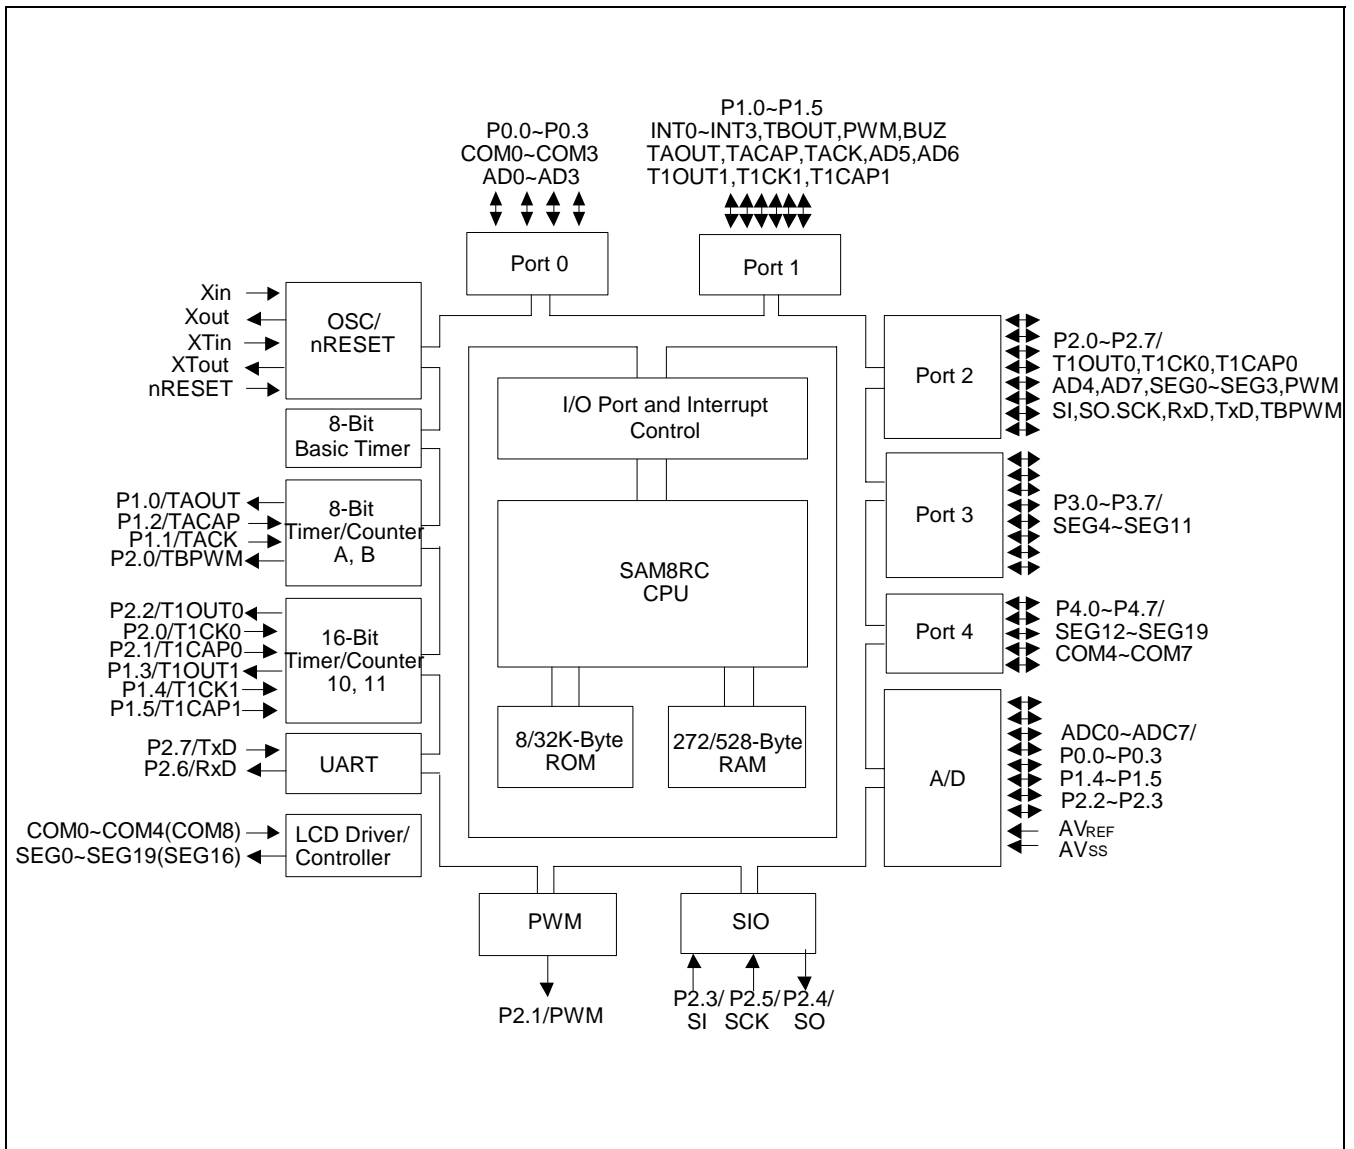 P0.0~P0.3
COM0~COM3
AD0~AD3
P1.0~P1.5
INT0~INT3,TBOUT,PWM,BUZ
TAOUT,TACAP,TACK,AD5,AD6
T1OUT1,T1CK1,T1CAP1
Port 0
Port 1
Xin
Xout
XTin
XTout
nRESET
OSC/
nRESET
8-Bit
Basic Timer
P1.0/TAOUT
P1.2/TACAP
P1.1/TACK
P2.0/TBPWM
8-Bit
Timer/Counter
A, B
P2.2/T1OUT0
P2.0/T1CK0
P2.1/T1CAP0
P1.3/T1OUT1
P1.4/T1CK1
P1.5/T1CAP1
16-Bit
Timer/Counter
10, 11
P2.7/TxD
P2.6/RxD
UART
COM0~COM4(COM8)
SEG0~SEG19(SEG16)
LCD Driver/
Controller
I/O Port and Interrupt
Control
SAM8RC
CPU
8/32K-Byte
ROM
272/528-Byte
RAM
Port 2
P2.0~P2.7/
T1OUT0,T1CK0,T1CAP0
AD4,AD7,SEG0~SEG3,PWM
SI,SO.SCK,RxD,TxD,TBPWM
Port 3
P3.0~P3.7/
SEG4~SEG11
Port 4
P4.0~P4.7/
SEG12~SEG19
COM4~COM7
A/D
ADC0~ADC7/
P0.0~P0.3
P1.4~P1.5
P2.2~P2.3
AVREF
AVSS
PWM
P2.1/PWM
SIO
P2.3/
SI
P2.5/
SCK
P2.4/
SO